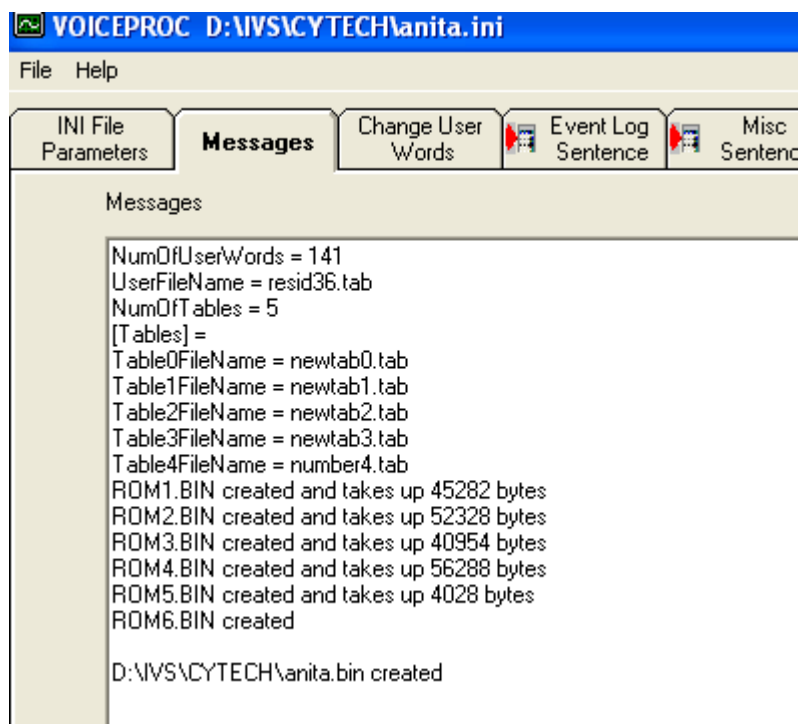 VOICEPROC D:\IVS\CYTECH\anita.ini
File Help
INI File
Parameters
Messages
Change User
Words
Event Log
Sentence
Misc
Messages
NumOfUserWords = 141
UserFileName = resid36.tab
NumOfTables = 5
[Tables] =
Table0FileName = newtab0.tab
Table1FileName = newtab1.tab
Table2FileName = newtab2.tab
Table3FileName = newtab3.tab
Table4FileName = number4.tab
ROM1.BIN created and takes up 45282 bytes
ROM2.BIN created and takes up 52328 bytes
ROM3.BIN created and takes up 40954 bytes
ROM4.BIN created and takes up 56288 bytes
ROM5.BIN created and takes up 4028 bytes
ROM6.BIN created
D:\IVS\CYTECH\anita.bin created